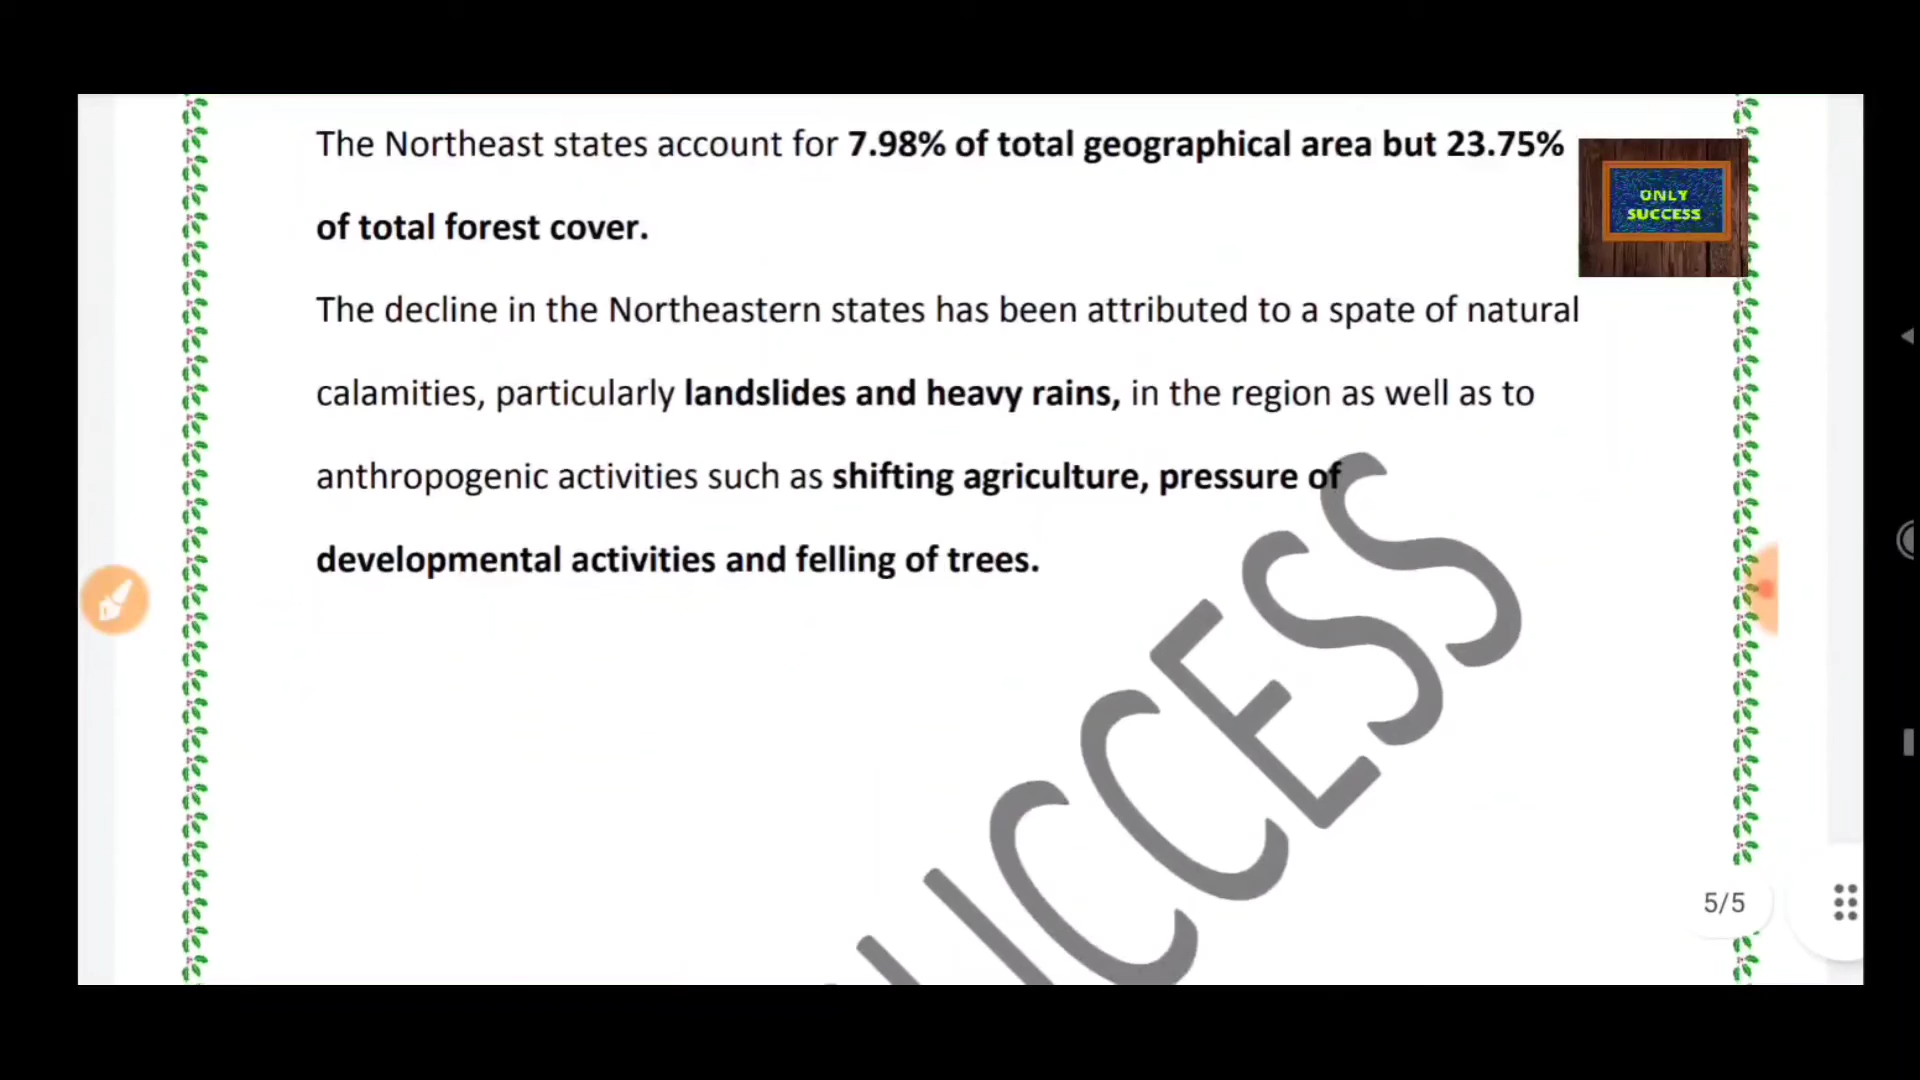 The Northeast states account for 7.98% of total geographical area but 23.75%
of total forest cover.
ONLY
SUCCESS
The decline in the Northeastern states has been attributed to a spate of natural
calamities, particularly landslides and heavy rains, in the region as well as to
anthropogenic activities such as shifting agriculture, pressure of
developmental activities and felling of trees.
UCCESS
5/5